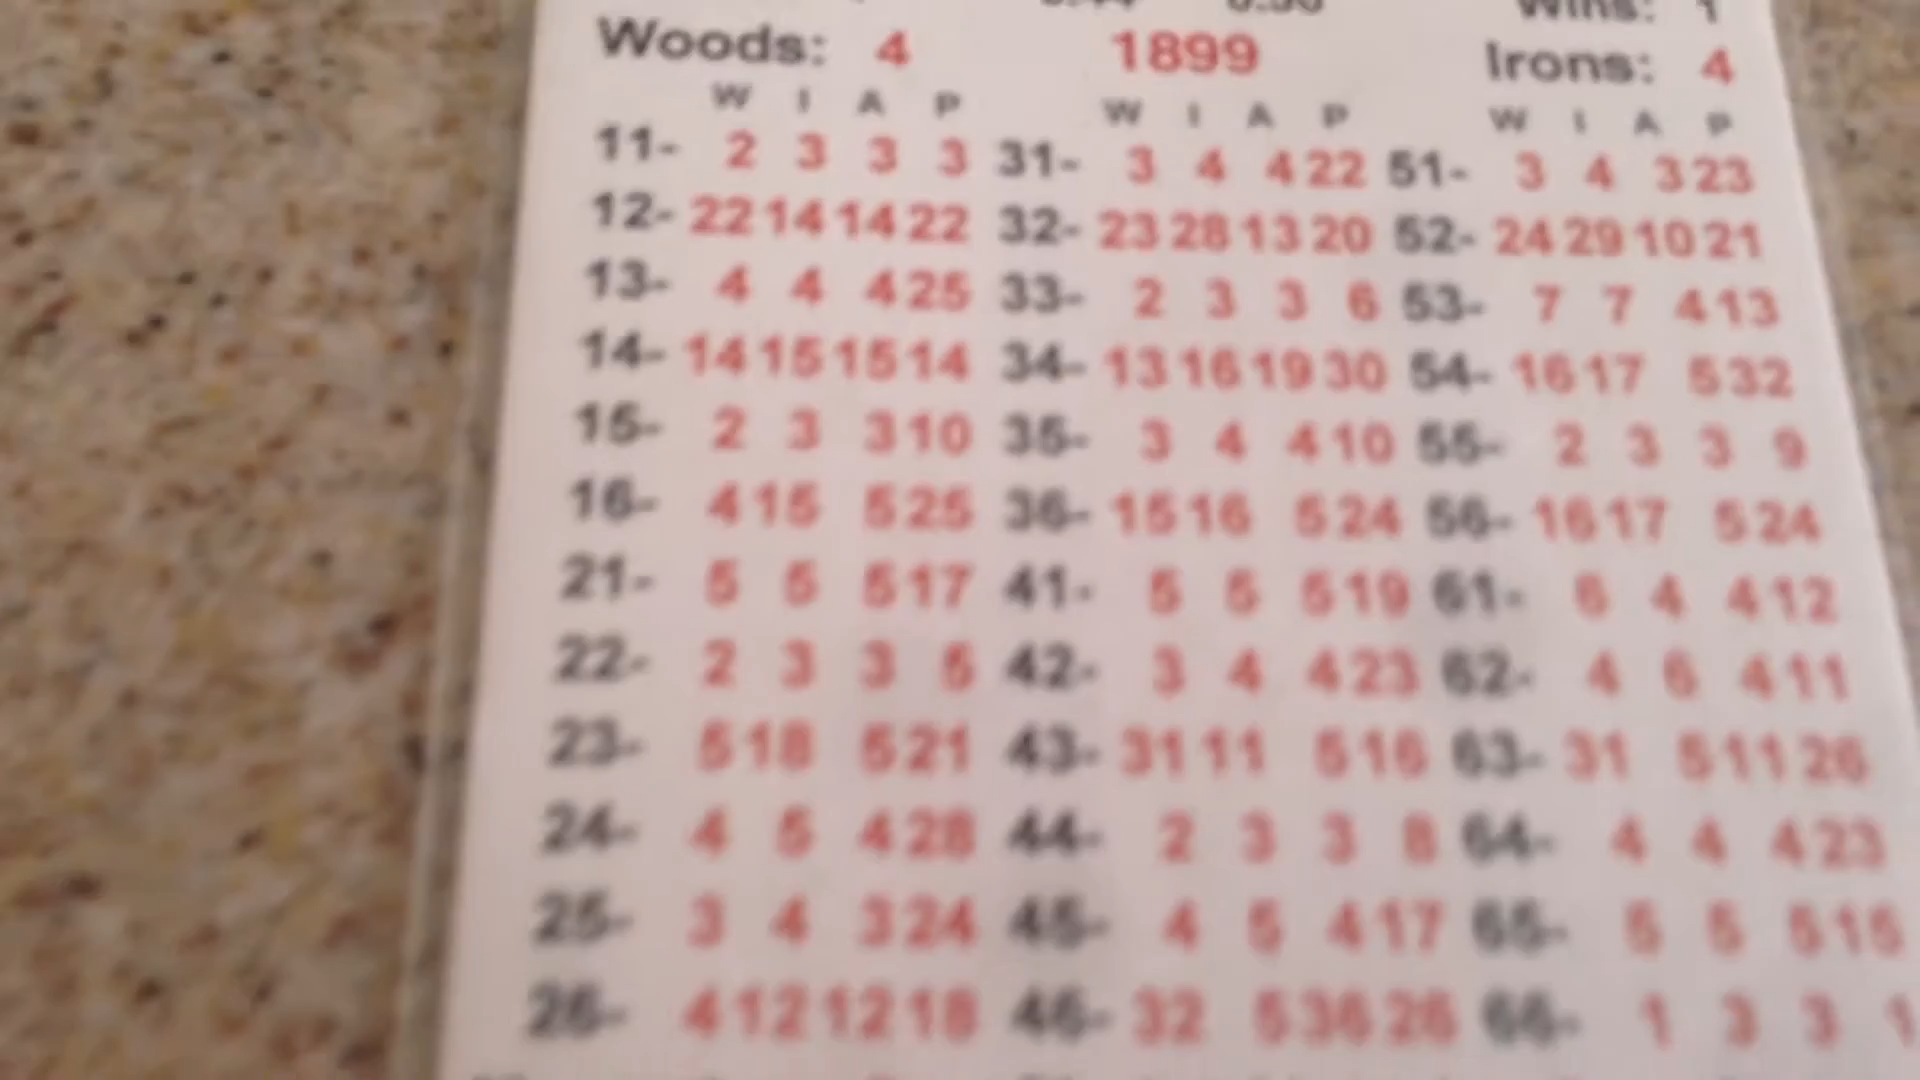 Wins: 1
Woods: 4 1899 Irons: 4
W I A P W I A P W I A P
11- 2 3 3 3 31- 3 4 4 22 51- 3 4 3 23
12- 22 14 14 22 32- 23 28 13 20 52- 24 29 10 21
13- 4 4 4 25 33- 2 3 3 6 53- 7 7 4 13
14- 14 15 15 14 34- 13 16 19 30 54- 16 17 5 32
15- 2 3 3 10 35- 3 4 4 10 55- 2 3 3 9
16- 4 15 5 25 36- 15 16 5 24 56- 16 17 5 24
21- 5 5 5 17 41- 5 5 5 19 61- 6 4 4 12
22- 2 3 3 5 42- 3 4 4 23 62- 4 6 4 11
23- 5 18 5 21 43- 31 11 5 16 63- 31 5 11 26
24- 4 5 4 28 44- 2 3 3 8 64- 4 4 4 23
25- 3 4 3 24 45- 4 5 4 17 65- 5 5 5 15
26- 4 12 12 18 46- 32 5 36 26 66- 1 3 3 1